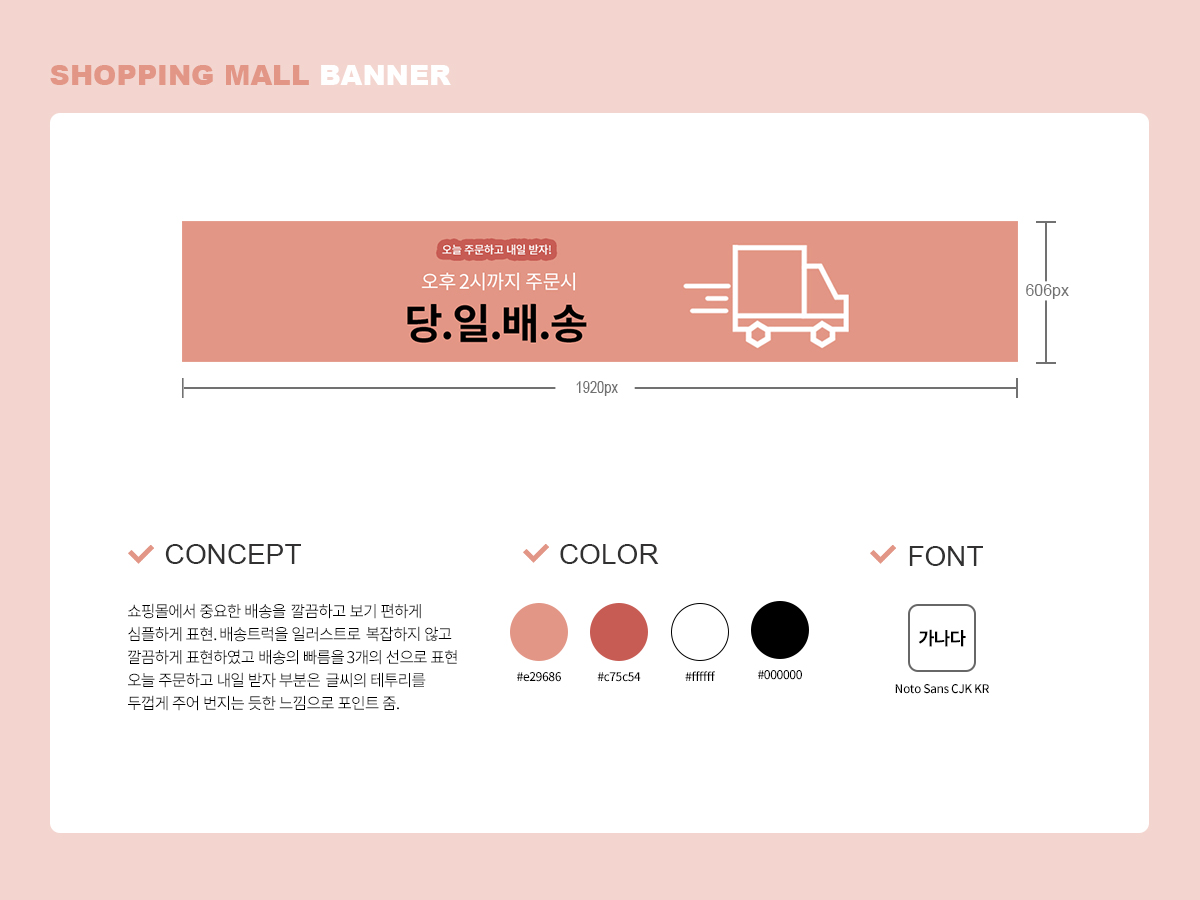 SHOPPING MALL BANNER
오늘 주문하고 내일 받자!
오후 2시까지 주문시
당.일.배.송
606px
1920px
CONCEPT
쇼핑몰에서 중요한 배송을 깔끔하고 보기 편하게
심플하게 표현. 배송트럭을 일러스트로 복잡하지 않고
깔끔하게 표현하였고 배송의 빠름을 3개의 선으로 표현
오늘 주문하고 내일 받자 부분은 글씨의 테투리를
두껍게 주어 번지는 듯한 느낌으로 포인트 줌.
COLOR
#e29686
#c75c54
#ffffff
#000000
FONT
가나다
Noto Sans CJK KR